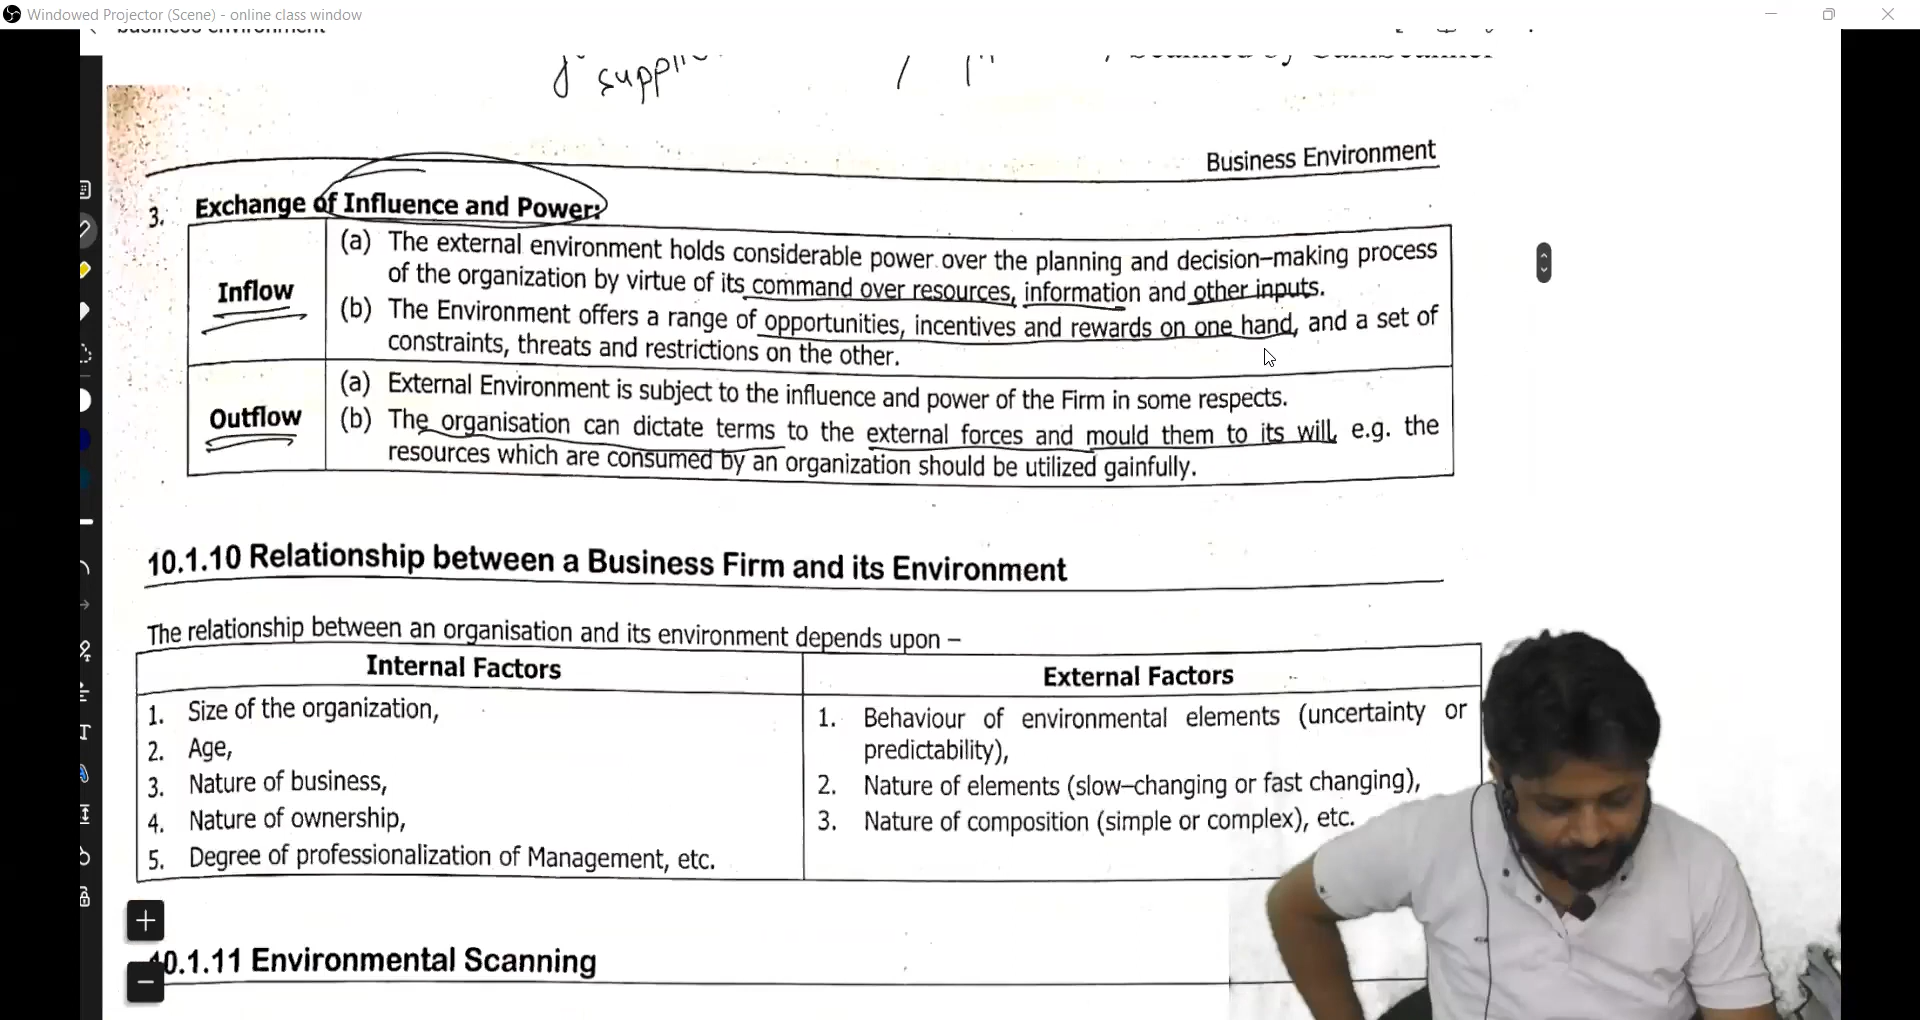 Windowed Projector (Scene) - online class window
business environment
Scanned by CamScanner
Business Environment
3. Exchange of Influence and Power:
Inflow
(a) The external environment holds considerable power over the planning and decision–making process
of the organization by virtue of its command over resources, information and other inputs.
(b) The Environment offers a range of opportunities, incentives and rewards on one hand, and a set of
constraints, threats and restrictions on the other.
Outflow
(a) External Environment is subject to the influence and power of the Firm in some respects.
(b) The organisation can dictate terms to the external forces and mould them to its will, e.g. the
resources which are consumed by an organization should be utilized gainfully.
10.1.10 Relationship between a Business Firm and its Environment
The relationship between an organisation and its environment depends upon –
Internal Factors
1. Size of the organization,
2. Age,
3. Nature of business,
4. Nature of ownership,
5. Degree of professionalization of Management, etc.
External Factors
1. Behaviour of environmental elements (uncertainty or
predictability),
2. Nature of elements (slow–changing or fast changing),
3. Nature of composition (simple or complex), etc.
10.1.11 Environmental Scanning